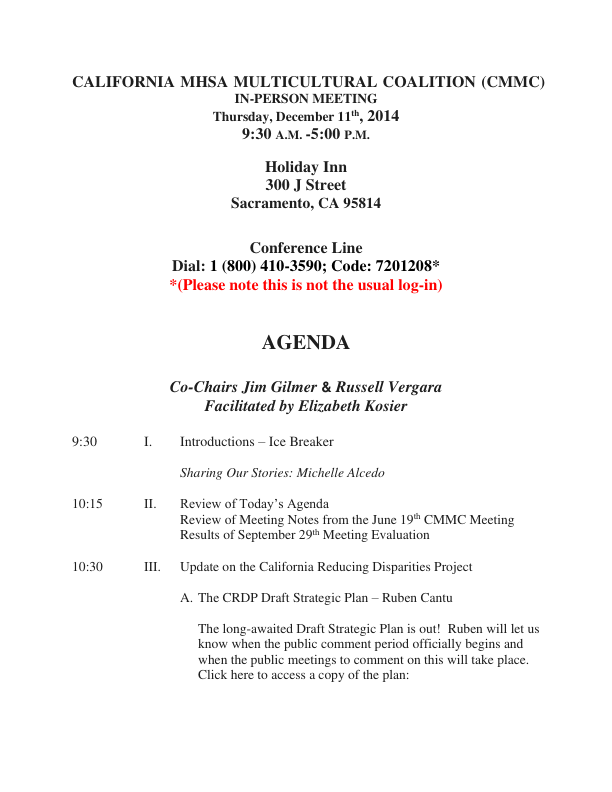 CALIFORNIA MHSA MULTICULTURAL COALITION (CMMC)
IN-PERSON MEETING
Thursday, December 11th, 2014
9:30 A.M. -5:00 P.M.
Holiday Inn
300 J Street
Sacramento, CA 95814
Conference Line
Dial: 1 (800) 410-3590; Code: 7201208*
*(Please note this is not the usual log-in)
AGENDA
Co-Chairs Jim Gilmer & Russell Vergara
Facilitated by Elizabeth Kosier
9:30 I. Introductions – Ice Breaker
Sharing Our Stories: Michelle Alcedo
10:15 II. Review of Today's Agenda
Review of Meeting Notes from the June 19th CMMC Meeting
Results of September 29th Meeting Evaluation
10:30 III. Update on the California Reducing Disparities Project
A. The CRDP Draft Strategic Plan – Ruben Cantu
The long-awaited Draft Strategic Plan is out!  Ruben will let us
know when the public comment period officially begins and
when the public meetings to comment on this will take place.
Click here to access a copy of the plan: